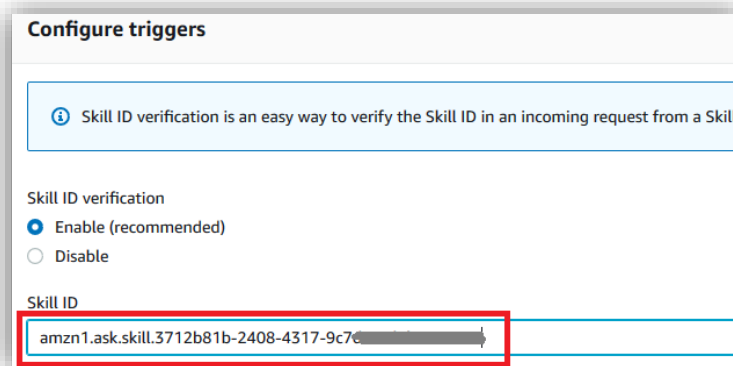 Configure triggers
Skill ID verification is an easy way to verify the Skill ID in an incoming request from a Skill
Skill ID verification
Enable (recommended)
Disable
Skill ID
amzn1.ask.skill.3712b81b-2408-4317-9c7